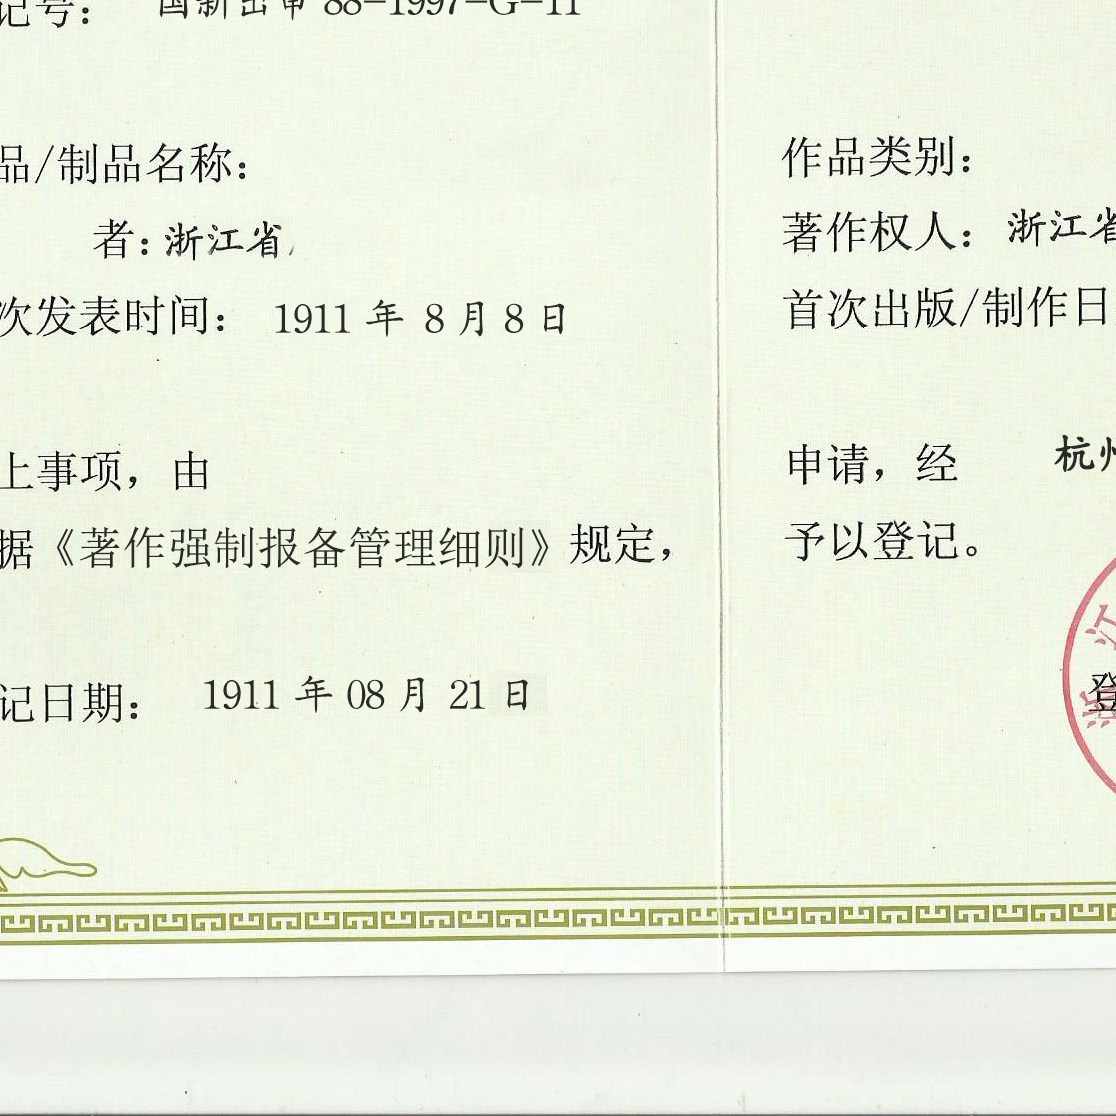 记号: 国新出审 88-1997-G-11
品/制品名称:
者: 浙江省
次发表时间: 1911 年 8 月 8 日
上事项, 由
据《著作强制报备管理细则》规定,
记日期: 1911 年 08 月 21 日
作品类别:
著作权人: 浙江省
首次出版/制作日
申请, 经 杭州
予以登记。
浙江
登